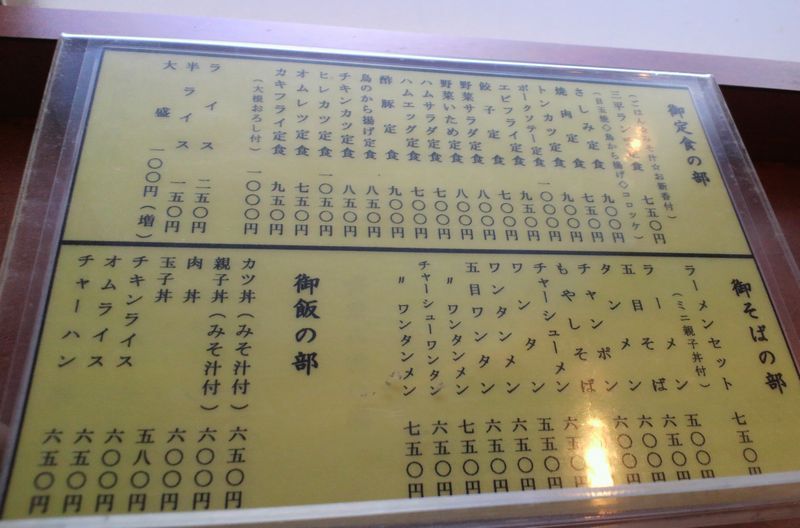 御定食の部
(ごはん☆みそ汁☆お新香付)
三平ランチ定食 七五〇円
(目玉焼◇鳥から揚げ◇コロッケ)
さしみ定食 九〇〇円
焼肉定食 七五〇円
トンカツ定食 九〇〇円
ポークソテー定食 一〇〇〇円
エビフライ定食 九五〇円
餃子定食 七〇〇円
野菜サラダ定食 八〇〇円
野菜いため定食 八〇〇円
ハムサラダ定食 七〇〇円
ハムエッグ定食 七〇〇円
酢豚定食 九〇〇円
鳥のから揚げ定食 八五〇円
チキンカツ定食 八五〇円
ヒレカツ定食 一〇五〇円
オムレツ定食 七五〇円
カキフライ定食 九五〇円
(大根おろし付) 一〇〇〇円
ライス 二五〇円
半ライス 一五〇円
大盛 一〇〇円(増)
御そばの部
ラーメンセット 七五〇
(ミニ親子丼付)
ラーメン 五〇〇円
五目そば 六五〇円
タンメン 六〇〇円
チャンポン
もやしそば
チャーシューメン 六五〇円
ワンタン 五五〇円
ワンタンメン 六〇〇円
五目ワンタン 六五〇円
〃 ワンタンメン 六五〇円
チャーシューワンタン 六五〇円
〃 ワンタンメン 七五〇円
御飯の部
カツ丼(みそ汁付) 六五〇円
親子丼(みそ汁付) 六〇〇円
肉丼 六〇〇円
玉子丼 五八〇円
チキンライス 六〇〇円
オムライス 六五〇円
チャーハン 六五〇円